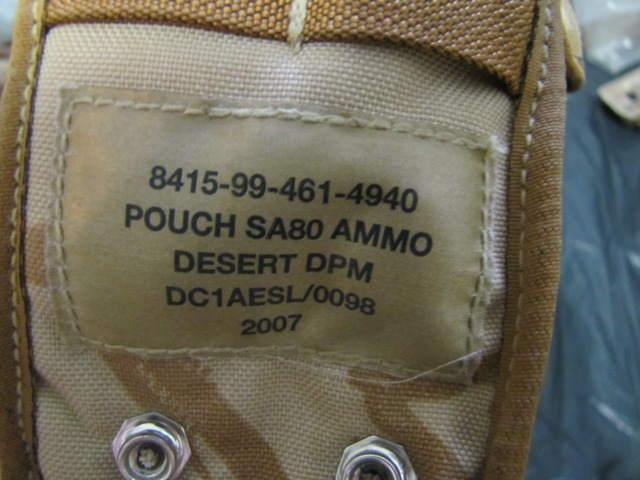 8415-99-461-4940
POUCH SA80 AMMO
DESERT DPM
DC1AESL/0098
2007